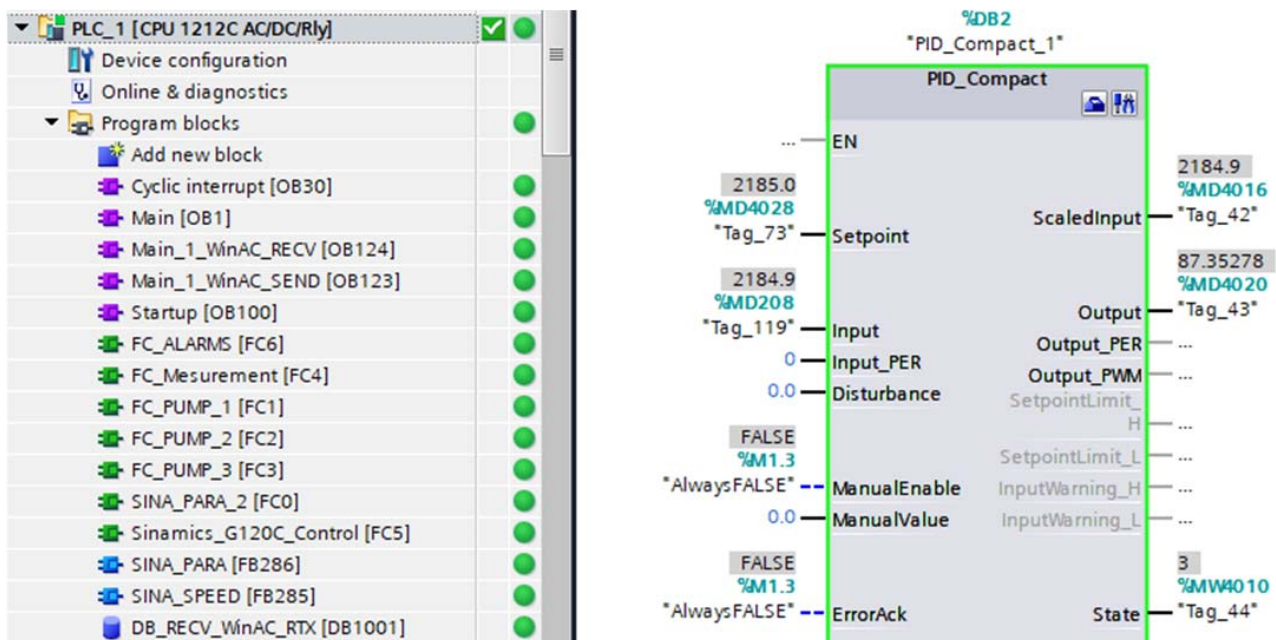 PLC_1 [CPU 1212C AC/DC/Rly]
Device configuration
Online & diagnostics
Program blocks
Add new block
Cyclic interrupt [OB30]
Main [OB1]
Main_1_WinAC_RECV [OB124]
Main_1_WinAC_SEND [OB123]
Startup [OB100]
FC_ALARMS [FC6]
FC_Mesurement [FC4]
FC_PUMP_1 [FC1]
FC_PUMP_2 [FC2]
FC_PUMP_3 [FC3]
SINA_PARA_2 [FC0]
Sinamics_G120C_Control [FC5]
SINA_PARA [FB286]
SINA_SPEED [FB285]
DB_RECV_WinAC_RTX [DB1001]
%DB2
"PID_Compact_1"
PID_Compact
... EN
2185.0
%MD4028
"Tag_73" Setpoint
2184.9
%MD208
"Tag_119" Input
0 Input_PER
0.0 Disturbance
FALSE
%M1.3
"AlwaysFALSE" ManualEnable
0.0 ManualValue
FALSE
%M1.3
"AlwaysFALSE" ErrorAck
2184.9
%MD4016
ScaledInput "Tag_42"
87.35278
%MD4020
Output "Tag_43"
Output_PER ...
Output_PWM ...
SetpointLimit_
H ...
SetpointLimit_L ...
InputWarning_H ...
InputWarning_L ...
3
%MW4010
State "Tag_44"